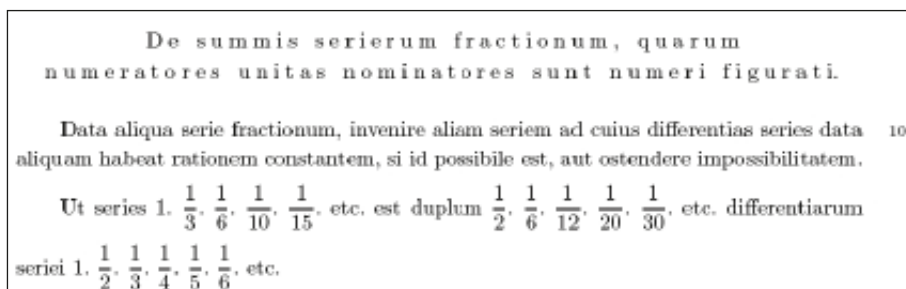 De summis serierum fractionum, quarum
numeratores unitas nominatores sunt numeri figurati.
Data aliqua serie fractionum, invenire aliam seriem ad cuius differentias series data 10
aliquam habeat rationem constantem, si id possibile est, aut ostendere impossibilitatem.
Ut series 1. 1/3. 1/6. 1/10. 1/15. etc. est duplum 1/2. 1/6. 1/12. 1/20. 1/30. etc. differentiarum
seriei 1. 1/2. 1/3. 1/4. 1/5. 1/6. etc.